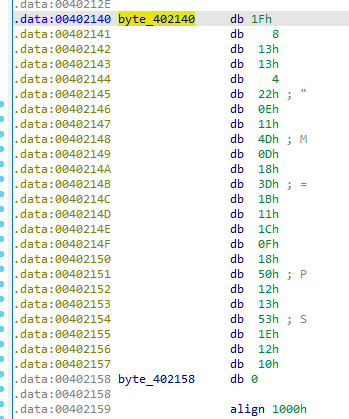 .data:0040212E
.data:00402140 byte_402140 db 1Fh
.data:00402141 db 8
.data:00402142 db 13h
.data:00402143 db 13h
.data:00402144 db 4
.data:00402145 db 22h ; "
.data:00402146 db 0Eh
.data:00402147 db 11h
.data:00402148 db 4Dh ; M
.data:00402149 db 0Dh
.data:0040214A db 18h
.data:0040214B db 3Dh ; =
.data:0040214C db 1Bh
.data:0040214D db 11h
.data:0040214E db 1Ch
.data:0040214F db 0Fh
.data:00402150 db 18h
.data:00402151 db 50h ; P
.data:00402152 db 12h
.data:00402153 db 13h
.data:00402154 db 53h ; S
.data:00402155 db 1Eh
.data:00402156 db 12h
.data:00402157 db 10h
.data:00402158 byte_402158 db 0
.data:00402158
.data:00402159 align 1000h